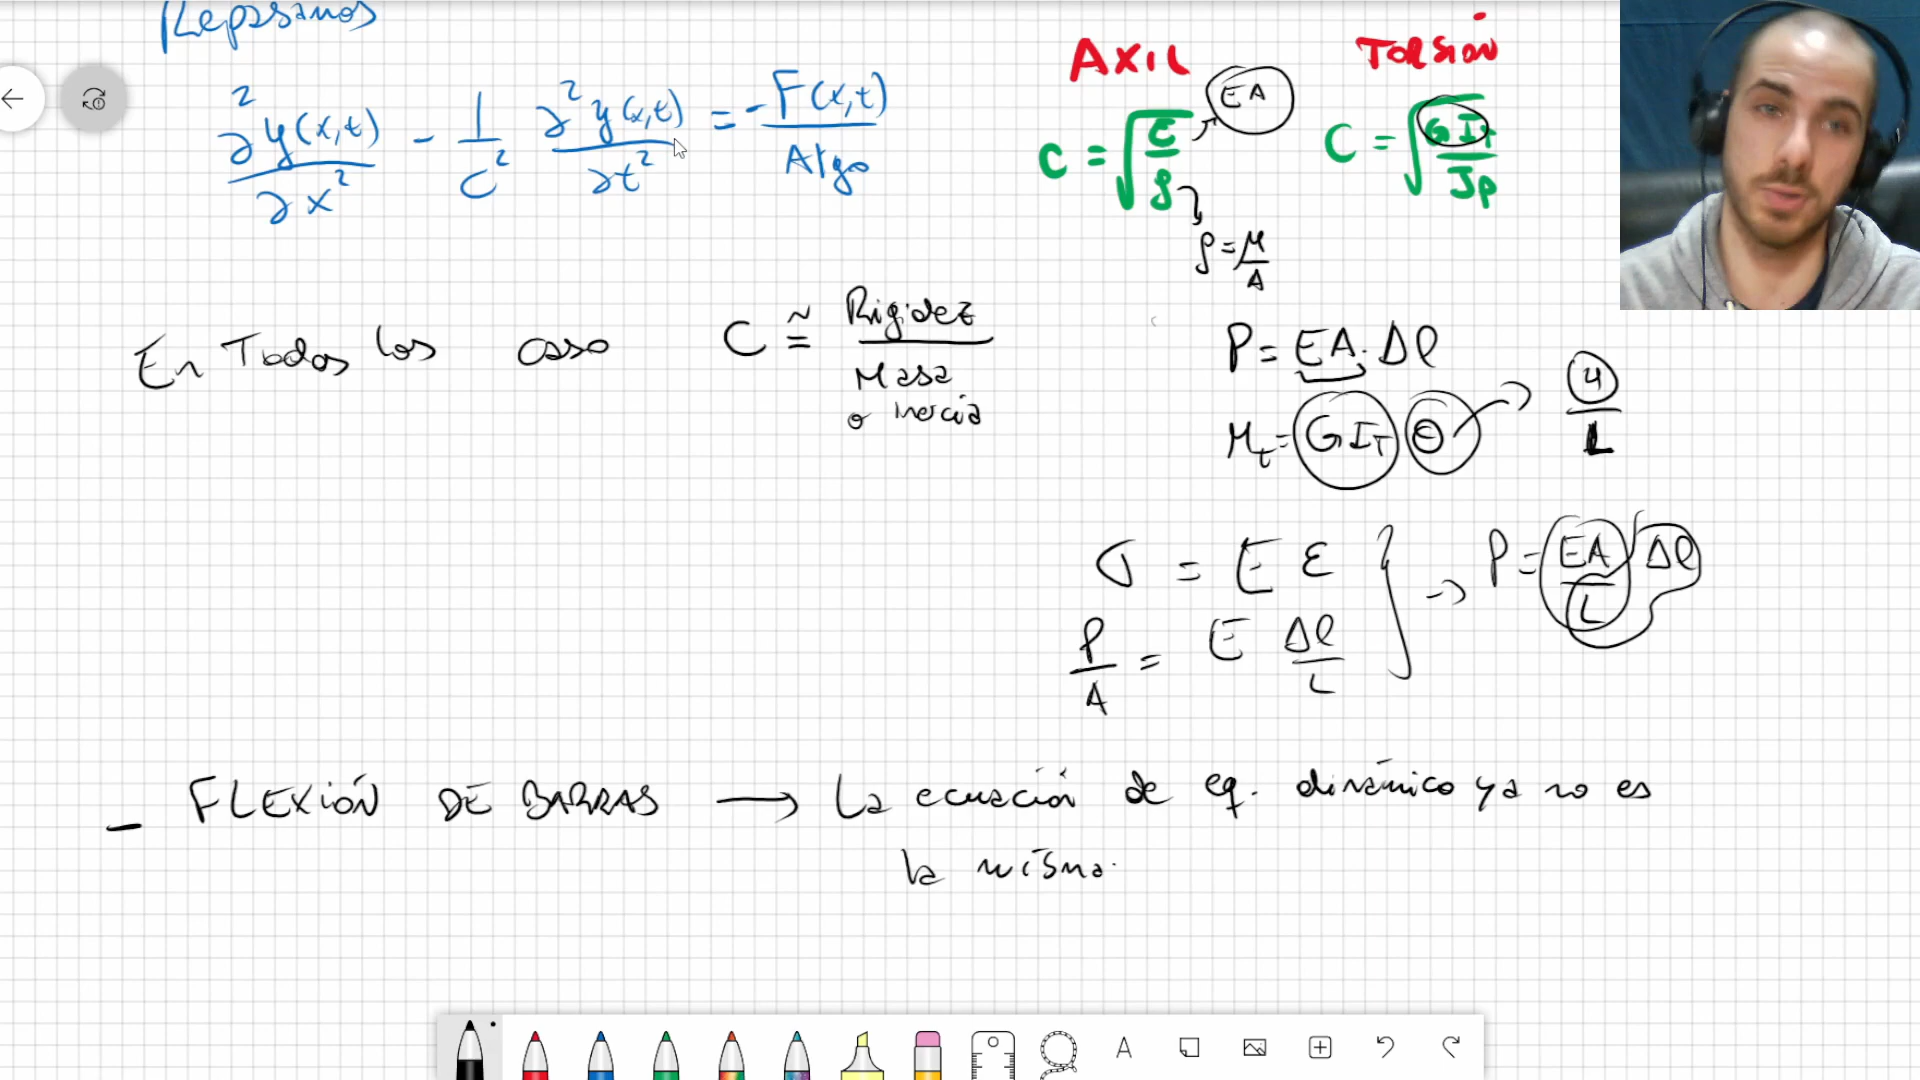 Repasamos
∂²y(x,t)/∂x² - 1/c² ∂²y(x,t)/∂t² = -F(x,t)/Algo
AXIL
C = √(E/ρ)
EA
ρ = M/A
TORSIÓN
C = √(GIT/Jρ)
En Todos los caso C ≅ Rigidez/Masa o inercia
P = EA·Δl
Mt = GIT Θ
Θ/L
σ = E ε
P/A = E Δl/L
→ P = EA/L Δl
- FLEXIÓN DE BARRAS → La ecuación de eq. dinámico ya no es
la misma.
A